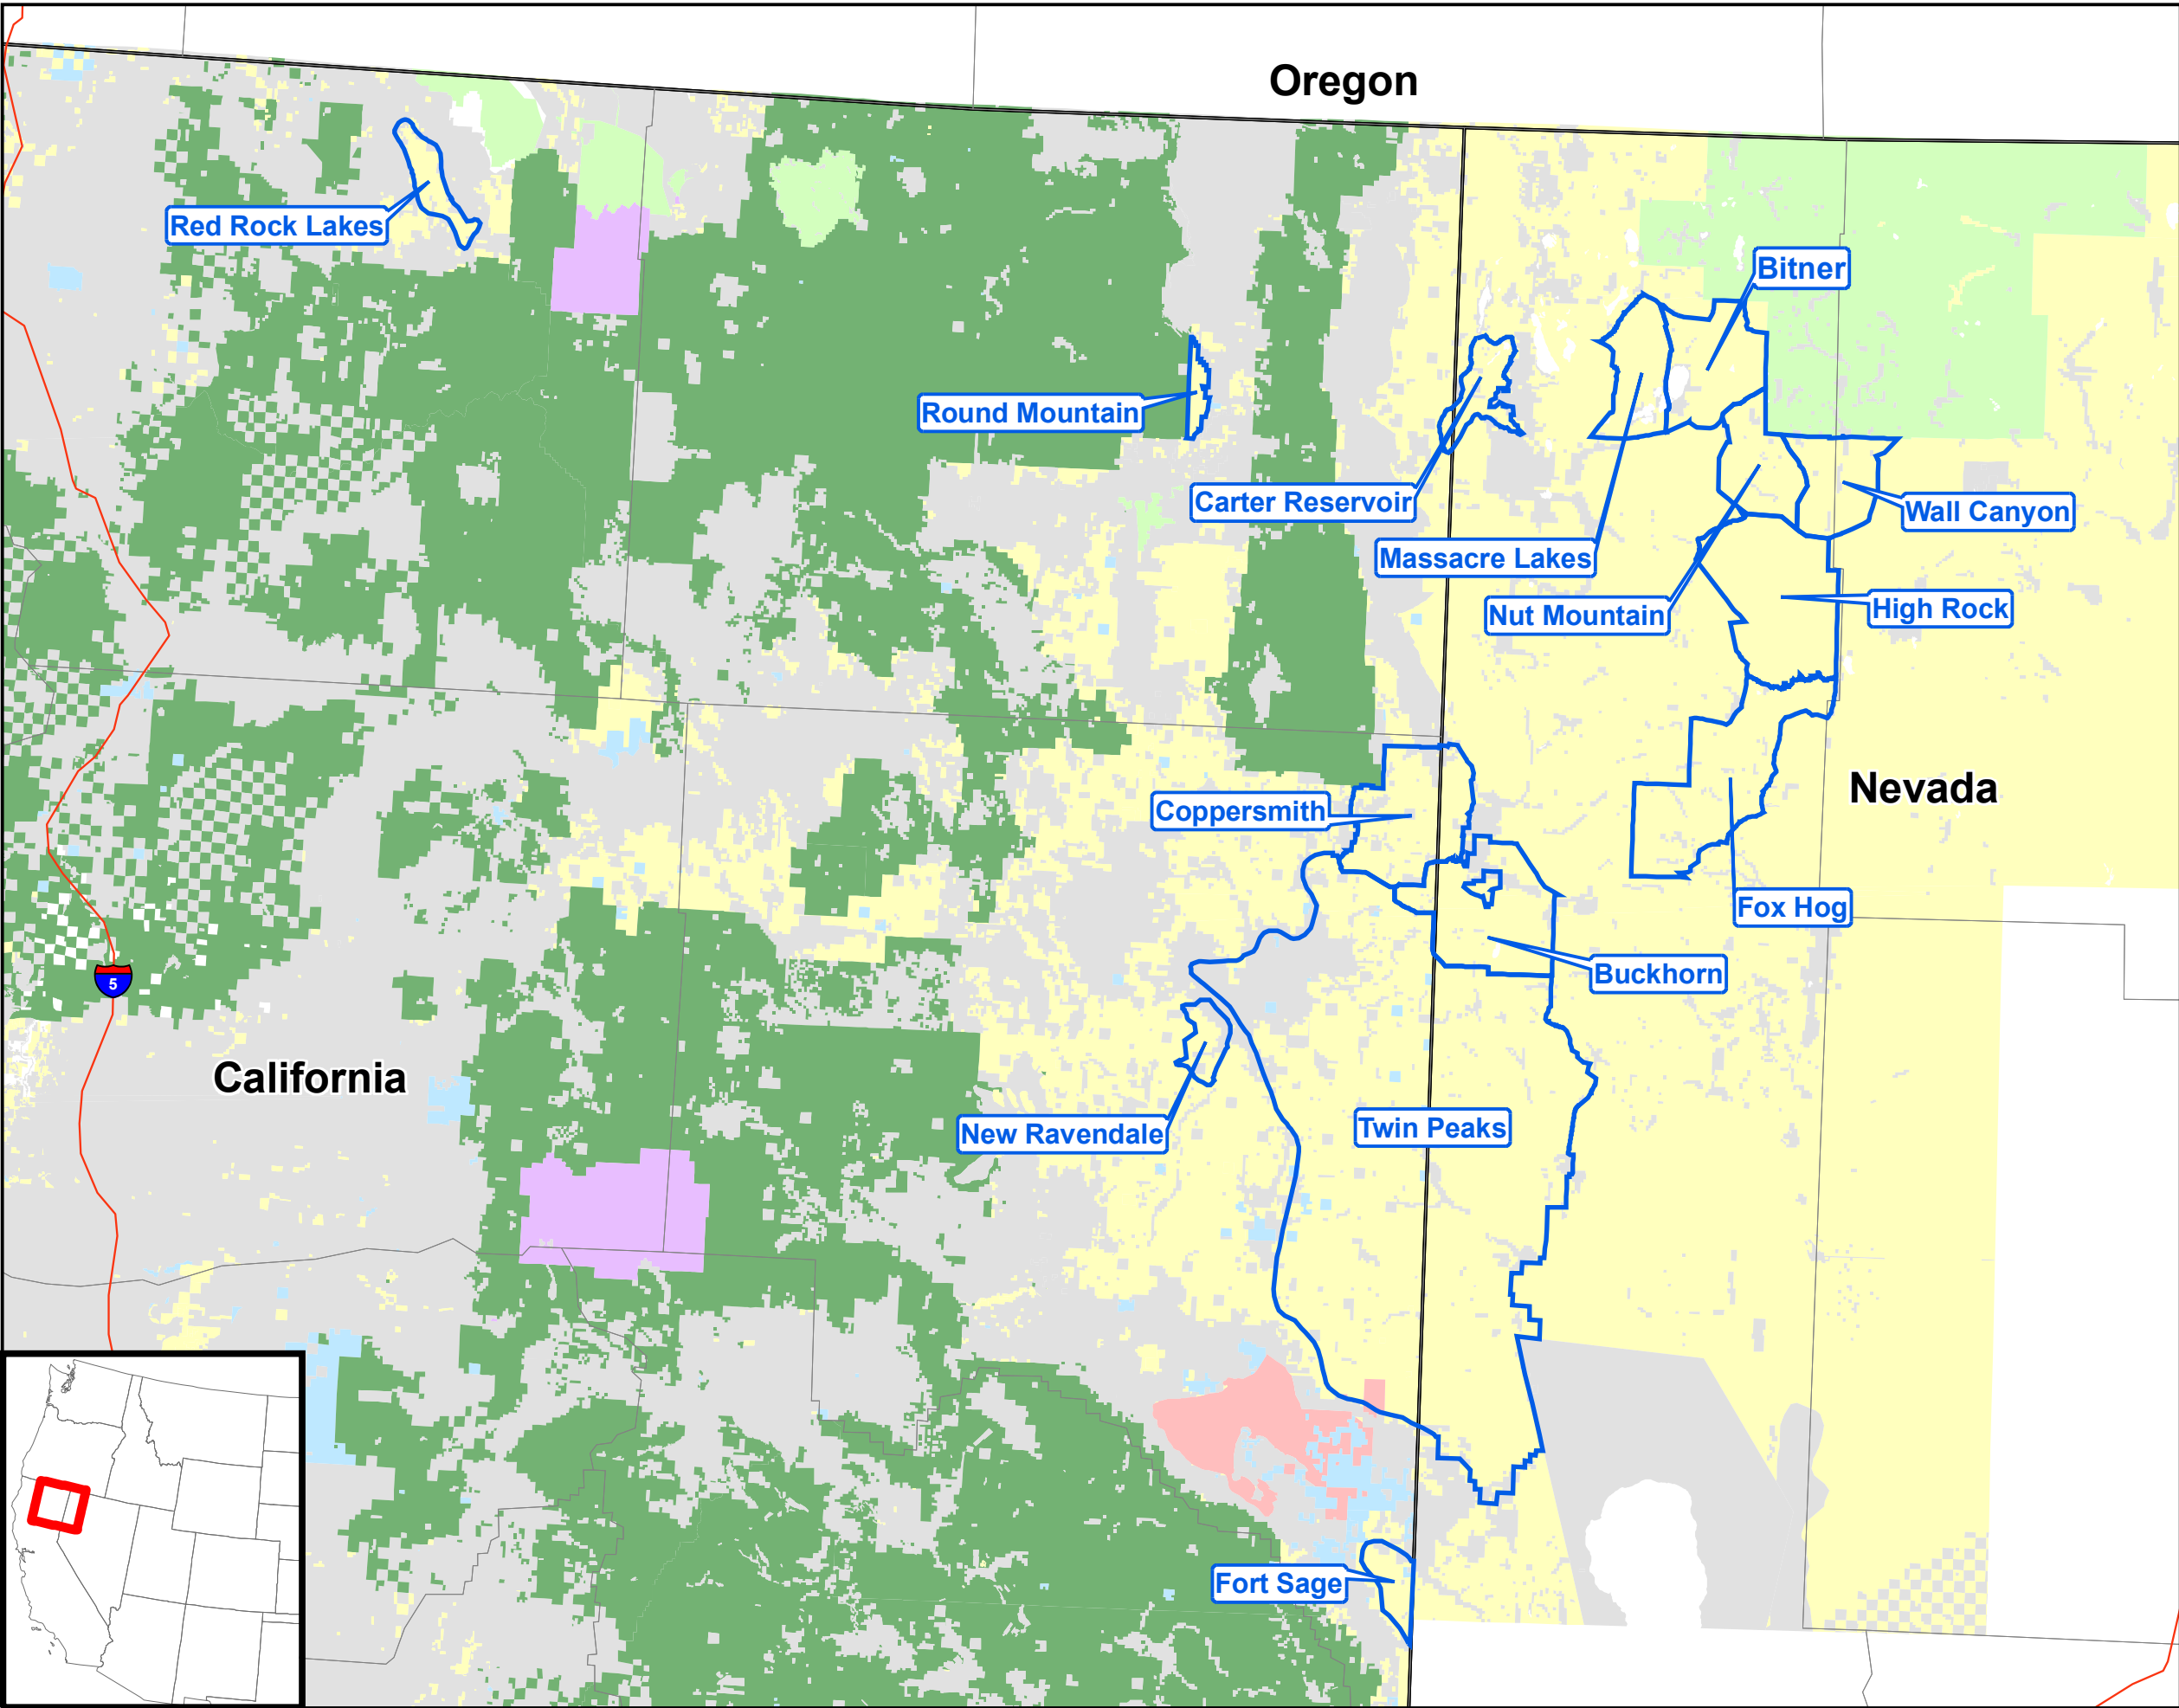 Oregon
Red Rock Lakes
Bitner
Round Mountain
Carter Reservoir
Wall Canyon
Massacre Lakes
Nut Mountain
High Rock
Nevada
Coppersmith
Fox Hog
Buckhorn
5
California
New Ravendale
Twin Peaks
Fort Sage